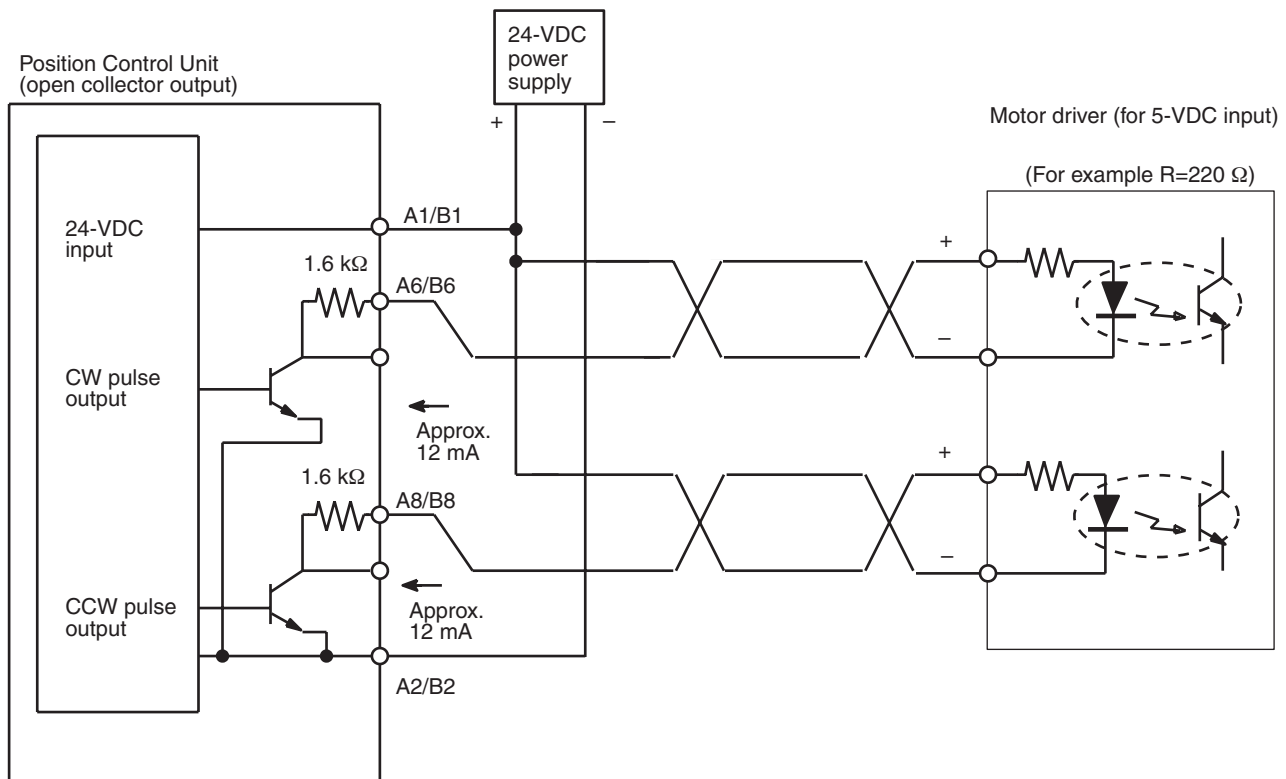 24-VDC
power
supply
Position Control Unit
(open collector output)
+
–
Motor driver (for 5-VDC input)
(For example R=220 Ω)
24-VDC
input
A1/B1
+
1.6 kΩ
A6/B6
–
CW pulse
output
Approx.
12 mA
1.6 kΩ
+
A8/B8
–
CCW pulse
output
Approx.
12 mA
A2/B2